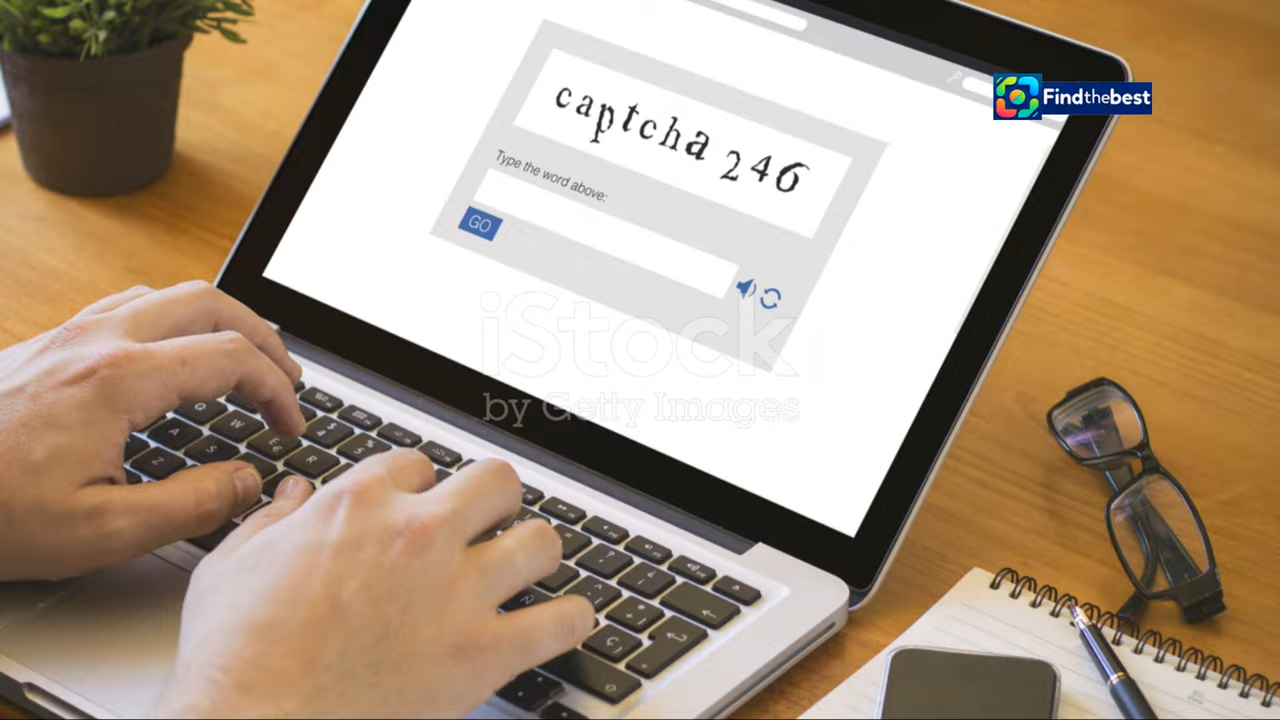 captcha 246
Type the word above:
GO
Findthebest
iStock
by Getty Images
Q
W
E
R
A
S
Z